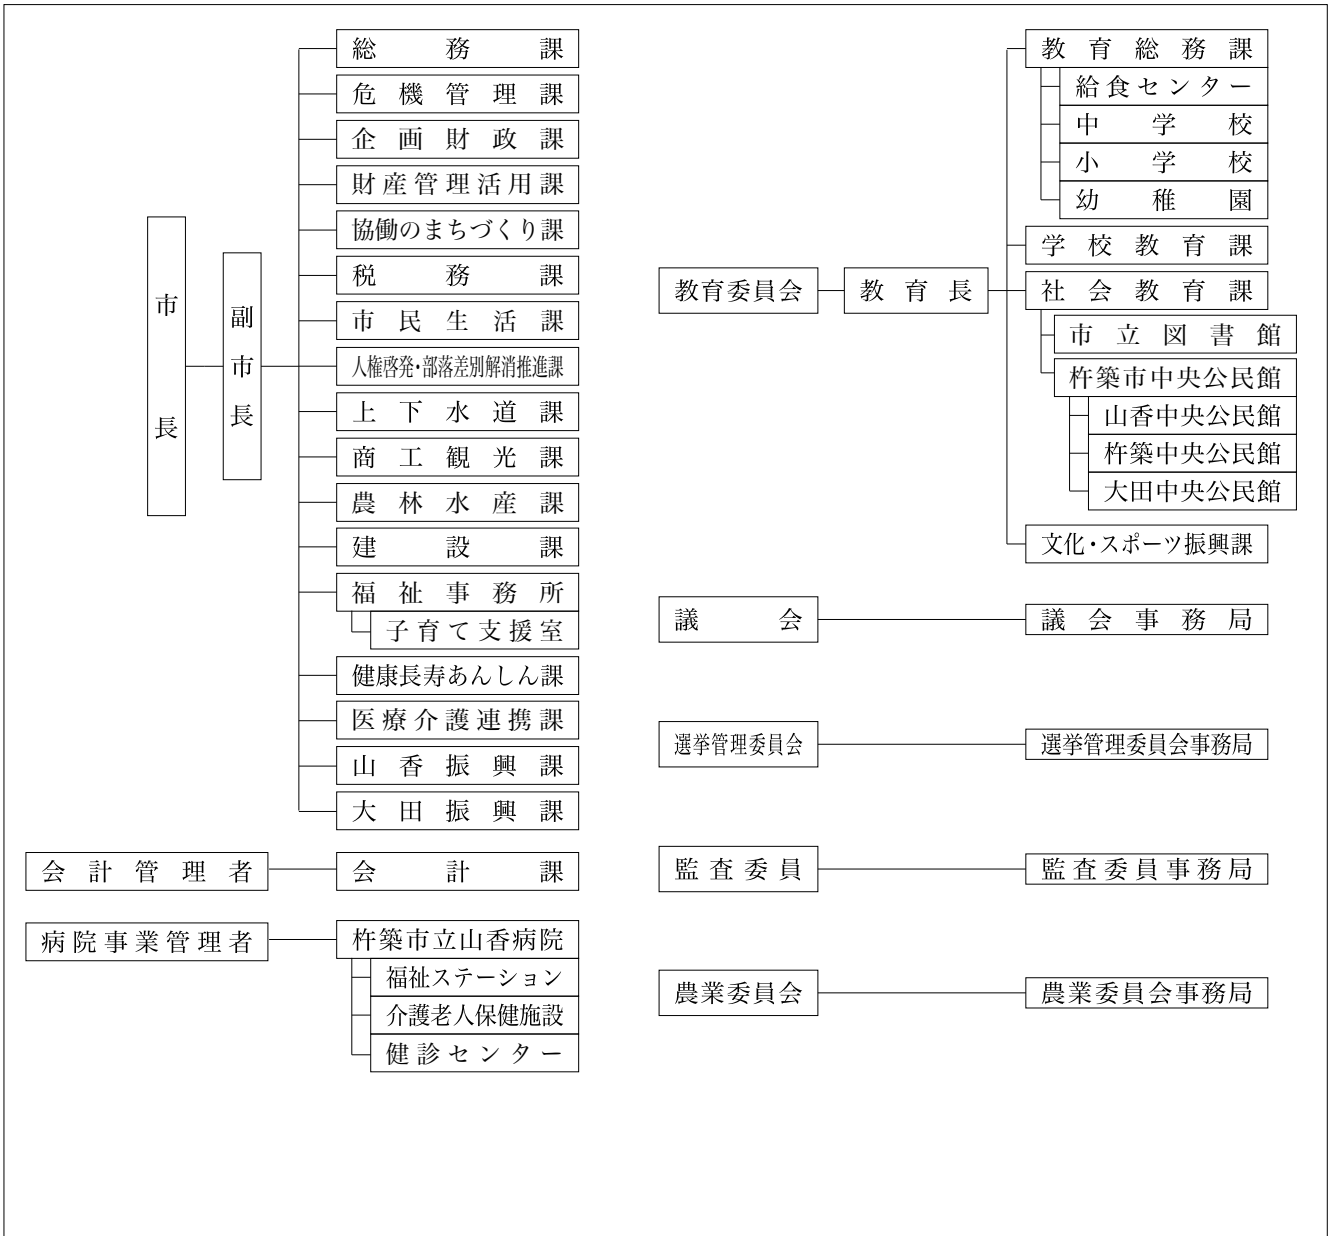 市長
副市長
総務課
危機管理課
企画財政課
財産管理活用課
協働のまちづくり課
税務課
市民生活課
人権啓発・部落差別解消推進課
上下水道課
商工観光課
農林水産課
建設課
福祉事務所
子育て支援室
健康長寿あんしん課
医療介護連携課
山香振興課
大田振興課
会計管理者
会計課
病院事業管理者
杵築市立山香病院
福祉ステーション
介護老人保健施設
健診センター
教育委員会
教育長
教育総務課
給食センター
中学校
小学校
幼稚園
学校教育課
社会教育課
市立図書館
杵築市中央公民館
山香中央公民館
杵築中央公民館
大田中央公民館
文化・スポーツ振興課
議会
議会事務局
選挙管理委員会
選挙管理委員会事務局
監査委員
監査委員事務局
農業委員会
農業委員会事務局